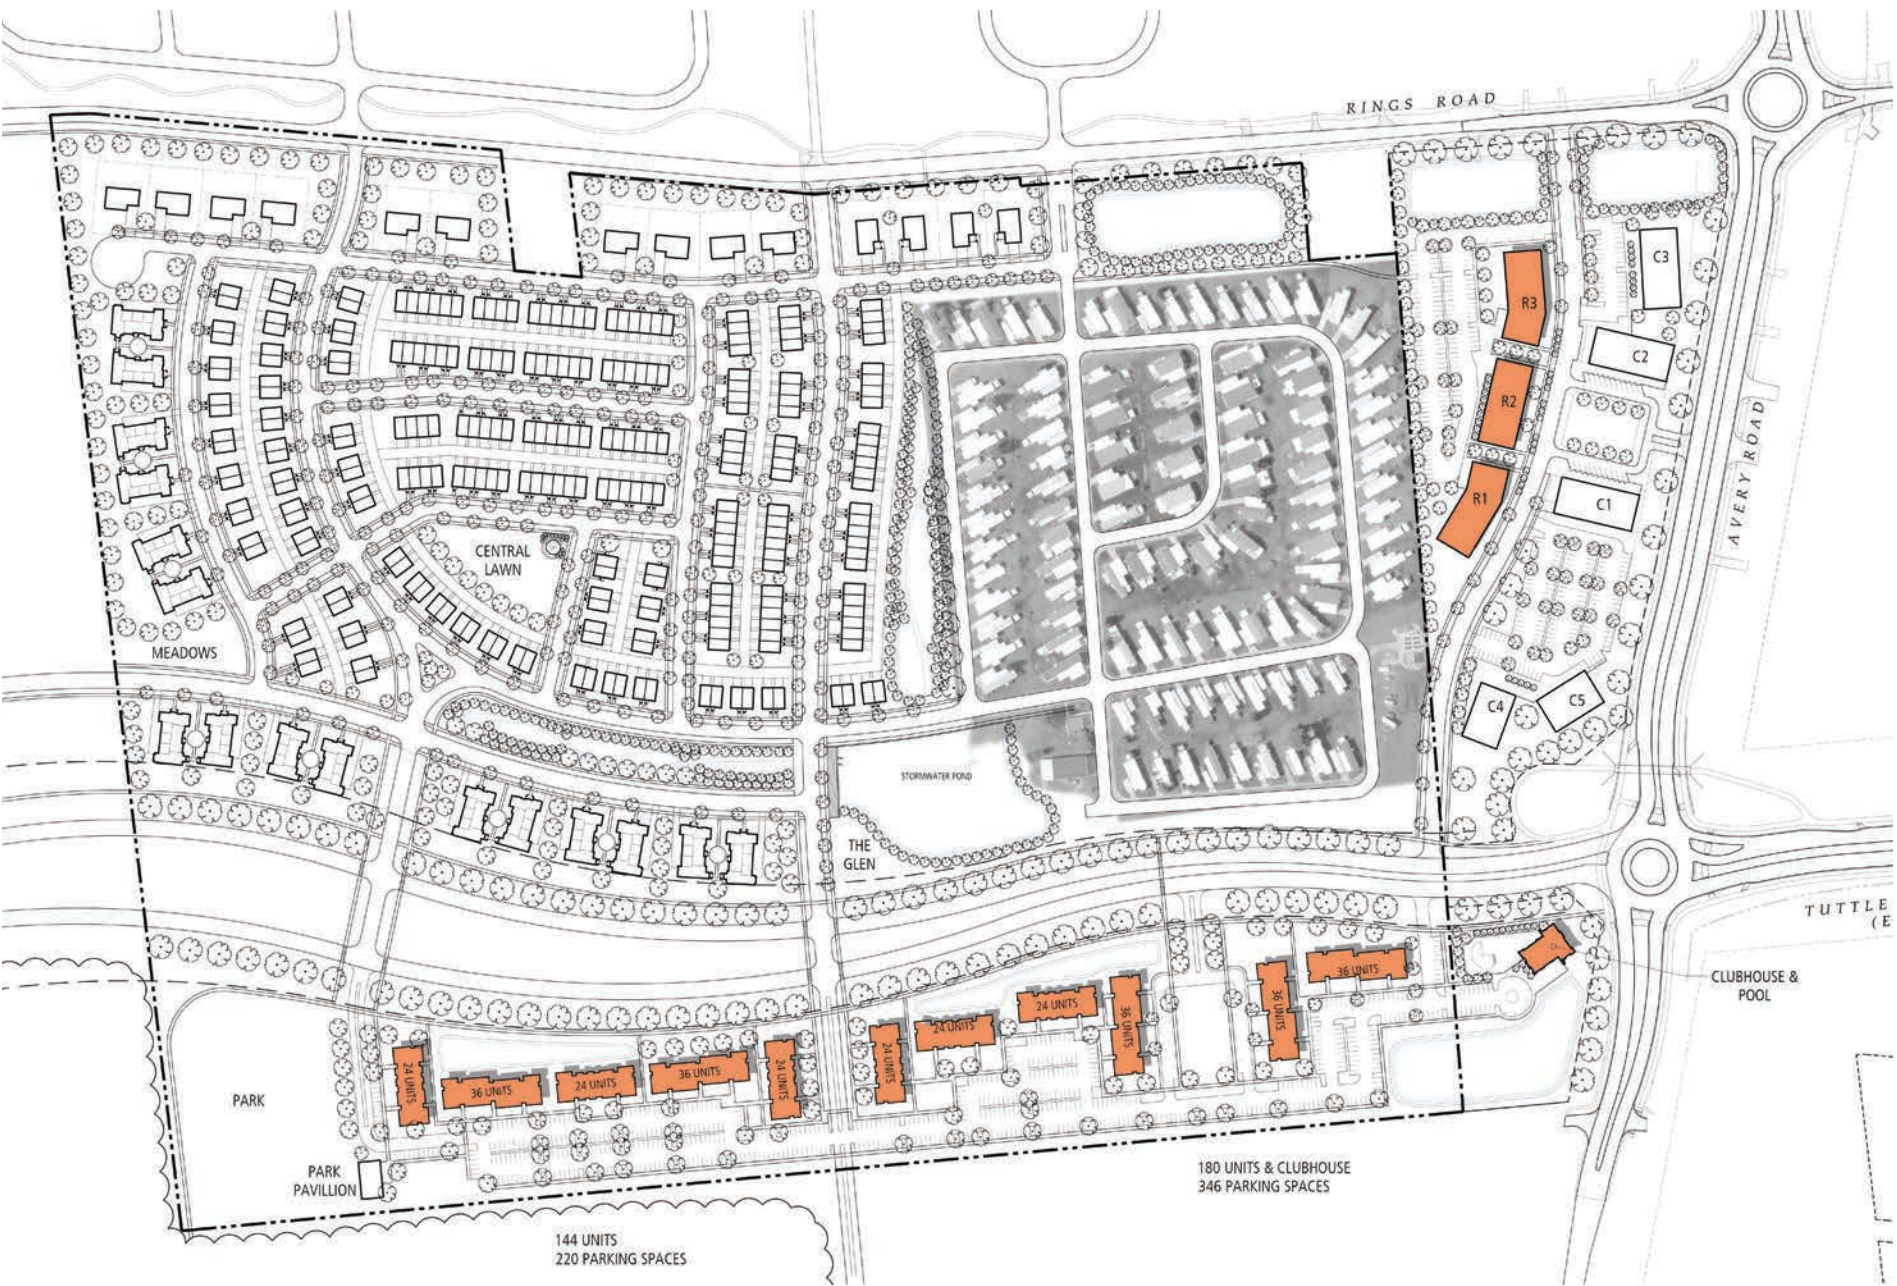 RINGS ROAD
C3
R3
C2
R2
AVERY ROAD
R1
C1
CENTRAL
LAWN
MEADOWS
C5
C4
STORMWATER POND
THE
GLEN
TUTTLE
(E
CLUBHOUSE &
POOL
36 UNITS
36 UNITS
24 UNITS
36 UNITS
24 UNITS
24 UNITS
24 UNITS
36 UNITS
24 UNITS
36 UNITS
24 UNITS
PARK
PARK
PAVILLION
180 UNITS & CLUBHOUSE
346 PARKING SPACES
144 UNITS
220 PARKING SPACES